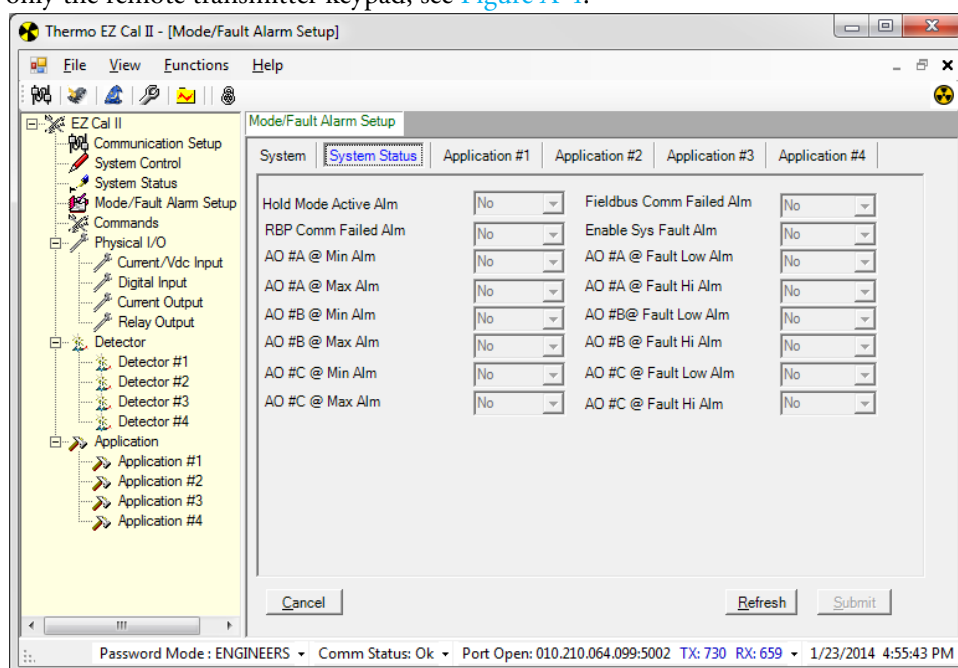 only the remote transmitter keypad, see Figure A-4.
Thermo EZ Cal II - [Mode/Fault Alarm Setup]
File View Functions Help
EZ Cal II
Communication Setup
System Control
System Status
Mode/Fault Alarm Setup
Commands
Physical I/O
Current/Vdc Input
Digital Input
Current Output
Relay Output
Detector
Detector #1
Detector #2
Detector #3
Detector #4
Application
Application #1
Application #2
Application #3
Application #4
Mode/Fault Alarm Setup
System System Status Application #1 Application #2 Application #3 Application #4
Hold Mode Active Alm No Fieldbus Comm Failed Alm No
RBP Comm Failed Alm No Enable Sys Fault Alm No
AO #A @ Min Alm No AO #A @ Fault Low Alm No
AO #A @ Max Alm No AO #A @ Fault Hi Alm No
AO #B @ Min Alm No AO #B@ Fault Low Alm No
AO #B @ Max Alm No AO #B @ Fault Hi Alm No
AO #C @ Min Alm No AO #C @ Fault Low Alm No
AO #C @ Max Alm No AO #C @ Fault Hi Alm No
Cancel Refresh Submit
Password Mode : ENGINEERS Comm Status: Ok Port Open: 010.210.064.099:5002 TX: 730 RX: 659 1/23/2014 4:55:43 PM